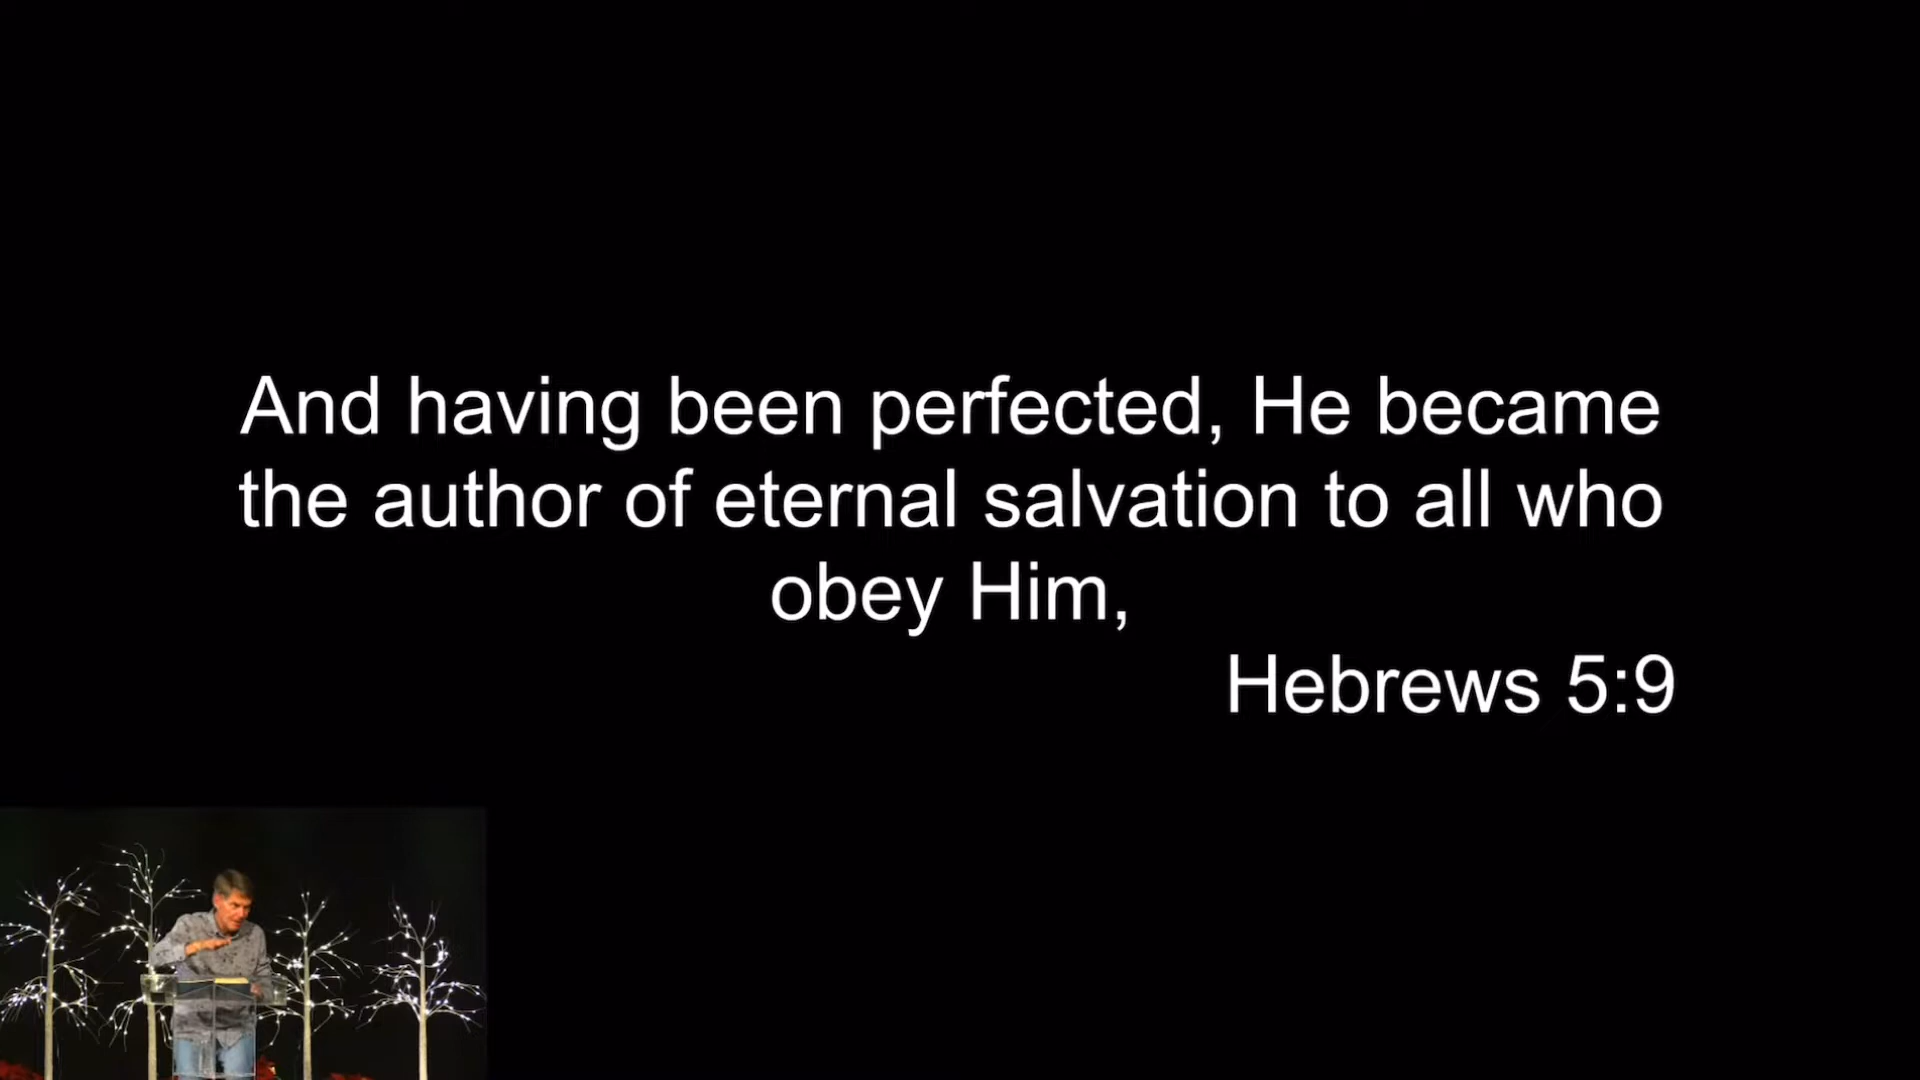 And having been perfected, He became
the author of eternal salvation to all who
obey Him,
Hebrews 5:9